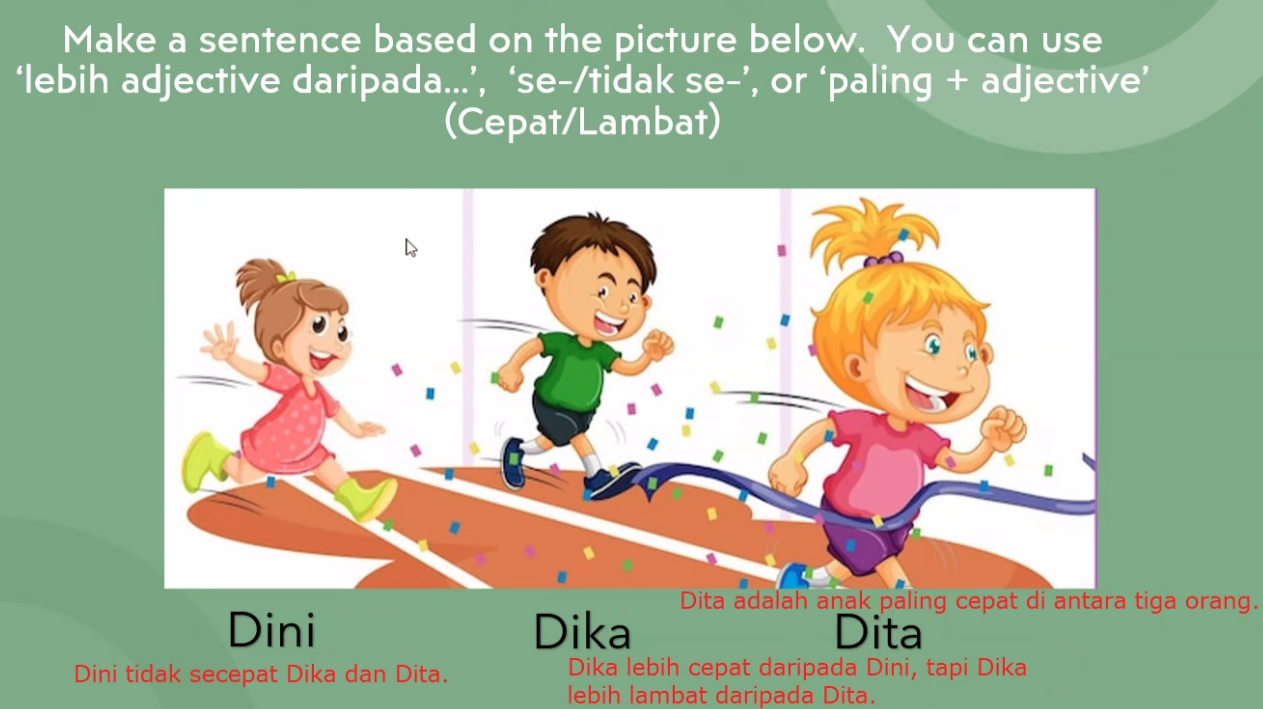 Make a sentence based on the picture below. You can use
‘lebih adjective daripada...’, ‘se-/tidak se-’, or ‘paling + adjective’
(Cepat/Lambat)
Dita adalah anak paling cepat di antara tiga orang.
Dini
Dika
Dita
Dini tidak secepat Dika dan Dita.
Dika lebih cepat daripada Dini, tapi Dika
lebih lambat daripada Dita.